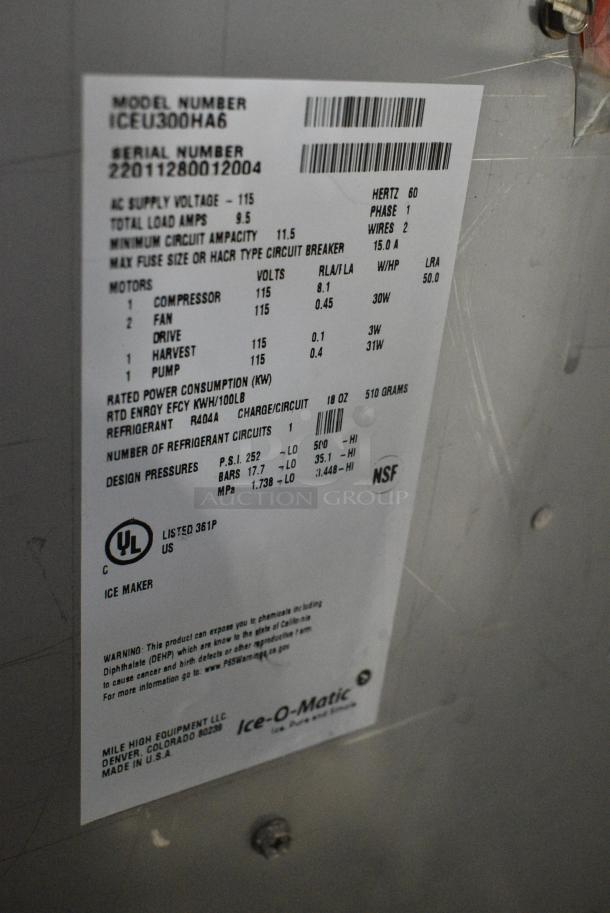 MODEL NUMBER
ICEU300HA6
SERIAL NUMBER
22011280012004
AC SUPPLY VOLTAGE - 115 HERTZ 60
TOTAL LOAD AMPS 9.5 PHASE 1
MINIMUM CIRCUIT AMPACITY 11.5 WIRES 2
MAX FUSE SIZE OR HACR TYPE CIRCUIT BREAKER 15.0 A
MOTORS VOLTS RLA/FLA W/HP LRA
1 COMPRESSOR 115 8.1 50.0
2 FAN 115 0.45 30W
DRIVE
1 HARVEST 115 0.1 3W
1 PUMP 115 0.4 31W
RATED POWER CONSUMPTION (KW)
RTD ENRGY EFCY KWH/100LB
REFRIGERANT R404A CHARGE/CIRCUIT 18 OZ 510 GRAMS
NUMBER OF REFRIGERANT CIRCUITS 1
DESIGN PRESSURES P.S.I. 252 -LO 500 -HI
BARS 17.7 -LO 35.1 -HI
MPa 1.738 -LO 3.448-HI
NSF
PCI
AUCTION GROUP
UL
C US
LISTED 361P
ICE MAKER
WARNING: This product can expose you to chemicals including
Diphthalate (DEHP) which are know to the state of California
to cause cancer and birth defects or other reproductive harm
For more information go to: www.P65Warnings.ca.gov
MILE HIGH EQUIPMENT LLC
DENVER, COLORADO 80239
MADE IN U.S.A.
Ice-O-Matic
Ice. Pure and Simple